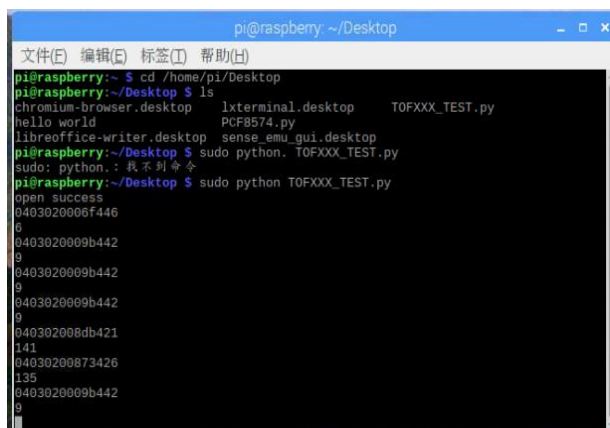 pi@raspberry: ~/Desktop
文件(F) 编辑(E) 标签(T) 帮助(H)
pi@raspberry:~ $ cd /home/pi/Desktop
pi@raspberry:~/Desktop $ ls
chromium-browser.desktop lxterminal.desktop TOFXXX_TEST.py
hello world PCF8574.py
libreoffice-writer.desktop sense_emu_gui.desktop
pi@raspberry:~/Desktop $ sudo python. TOFXXX_TEST.py
sudo: python.：找不到命令
pi@raspberry:~/Desktop $ sudo python TOFXXX_TEST.py
open success
0403020006f446
6
0403020009b442
9
0403020009b442
9
0403020009b442
9
040302008db421
141
04030200873426
135
0403020009b442
9